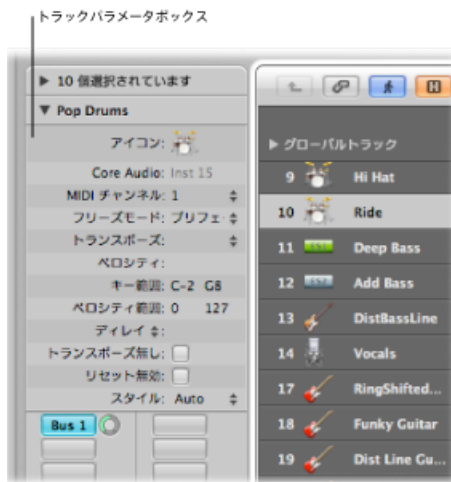 トラックパラメータボックス
▶ 10 個選択されています
▼ Pop Drums
アイコン:
Core Audio: Inst 15
MIDI チャンネル: 1
フリーズモード: プリフェ
トランスポーズ:
ベロシティ:
キー範囲: C-2 G8
ベロシティ範囲: 0 127
ディレイ :
トランスポーズ無し:
リセット無効:
スタイル: Auto
Bus 1
H
▶ グローバルトラック
9 Hi Hat
10 Ride
11 Deep Bass
12 Add Bass
13 DistBassLine
14 Vocals
17 RingShifted...
18 Funky Guitar
19 Dist Line Gu...